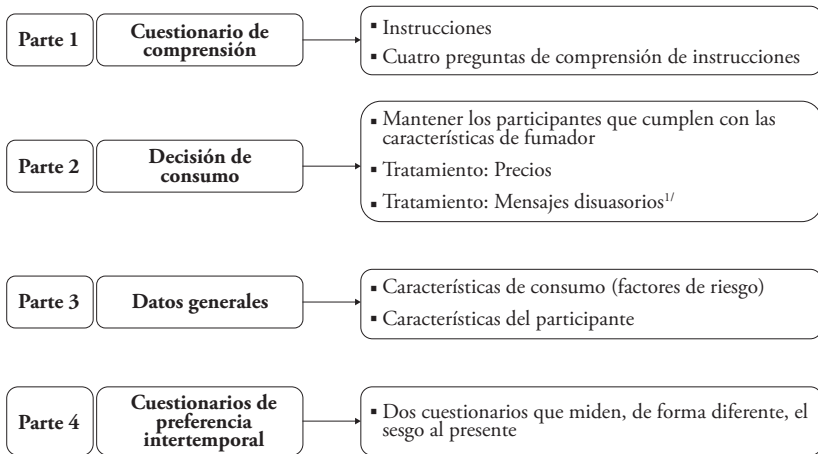 Parte 1
Cuestionario de
comprensión
▪ Instrucciones
▪ Cuatro preguntas de comprensión de instrucciones
Parte 2
Decisión de
consumo
▪ Mantener los participantes que cumplen con las
características de fumador
▪ Tratamiento: Precios
▪ Tratamiento: Mensajes disuasorios1/
Parte 3
Datos generales
▪ Características de consumo (factores de riesgo)
▪ Características del participante
Parte 4
Cuestionarios de
preferencia
intertemporal
▪ Dos cuestionarios que miden, de forma diferente, el
sesgo al presente